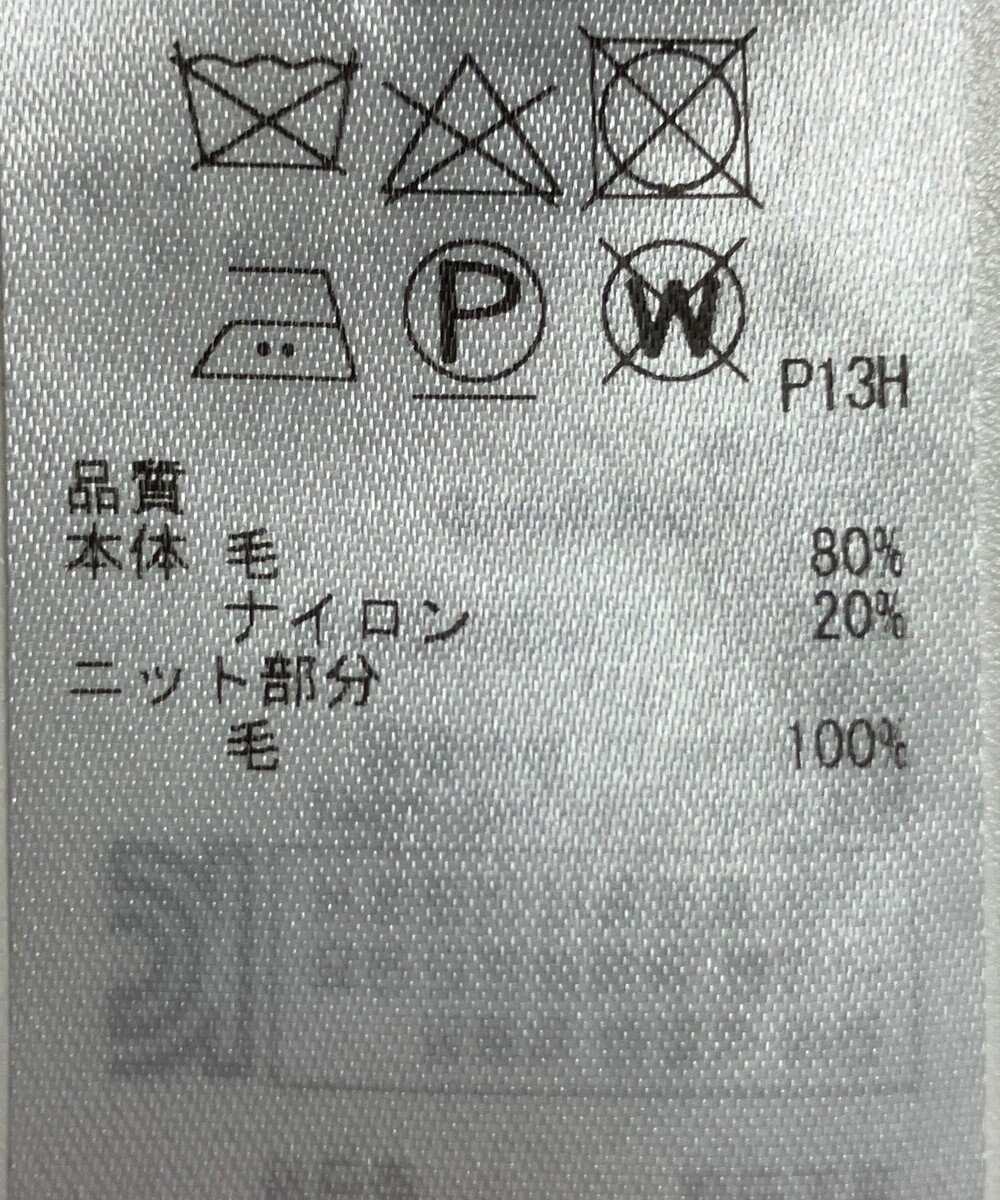 P W P13H
品質
本体 毛 80%
ナイロン 20%
ニット部分
毛 100%